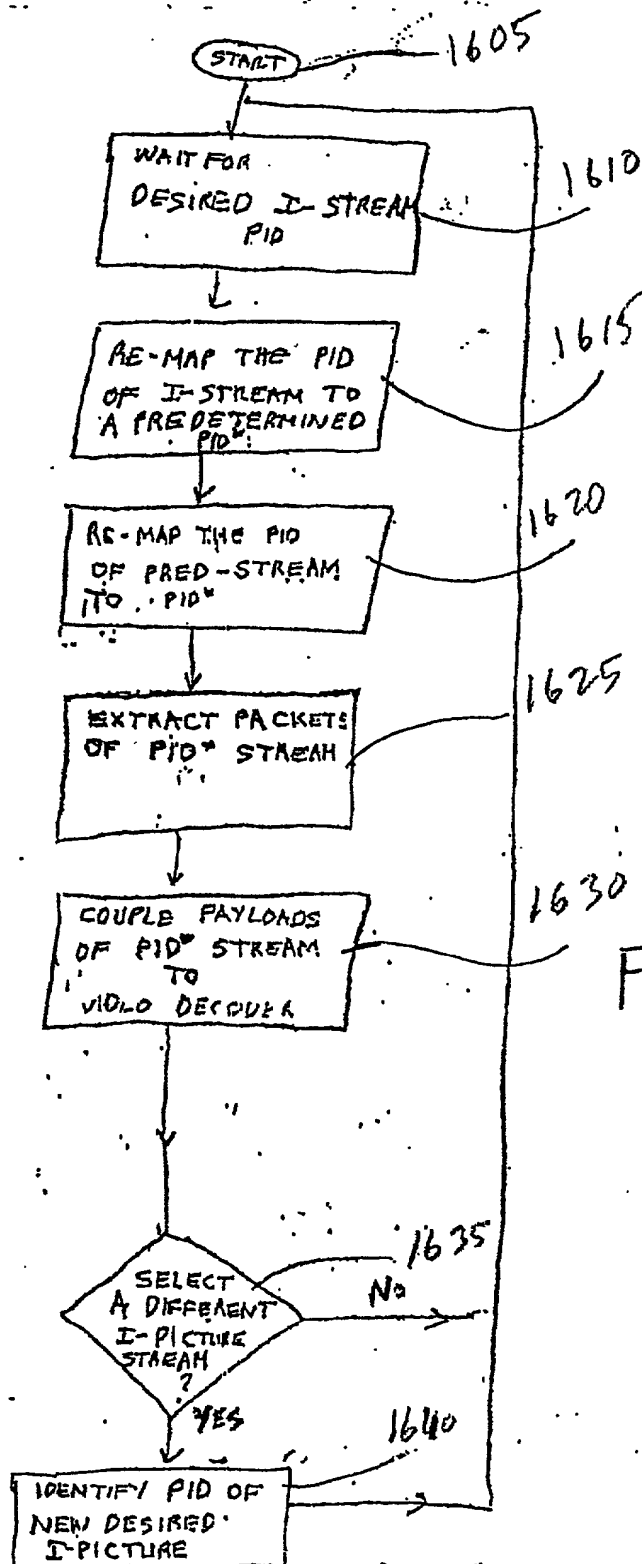 START
1605
WAIT FOR
DESIRED I-STREAM
PID
1610
RE-MAP THE PID
OF I-STREAM TO
A PREDETERMINED
PID*
1615
RE-MAP THE PID
OF PRED-STREAM
TO PID*
1620
EXTRACT PACKETS
OF PID* STREAM
1625
COUPLE PAYLOADS
OF PID* STREAM
TO
VIDEO DECODER
1630
F
SELECT
A DIFFERENT
I-PICTURE
STREAM
?
1635
No
YES
1640
IDENTIFY PID OF
NEW DESIRED
I-PICTURE